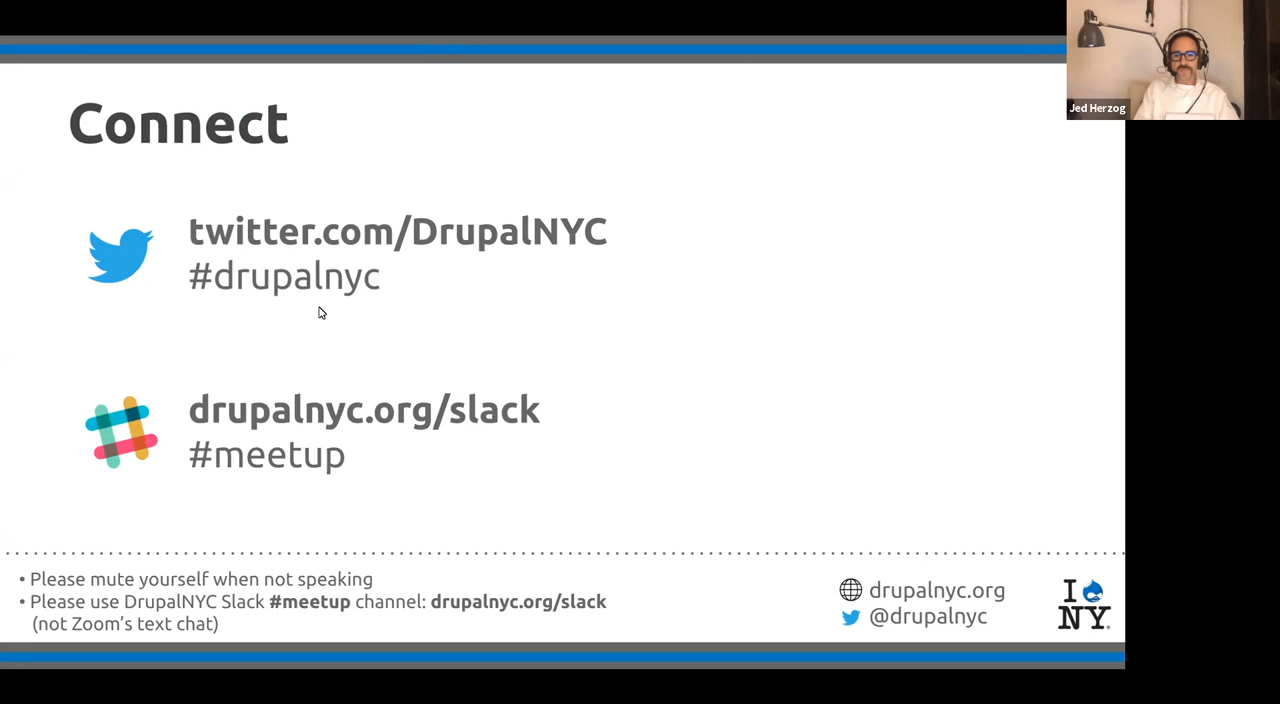 Connect
twitter.com/DrupalNYC
#drupalnyc
drupalnyc.org/slack
#meetup
• Please mute yourself when not speaking
• Please use DrupalNYC Slack #meetup channel: drupalnyc.org/slack
(not Zoom's text chat)
drupalnyc.org
@drupalnyc
I
NY
Jed Herzog